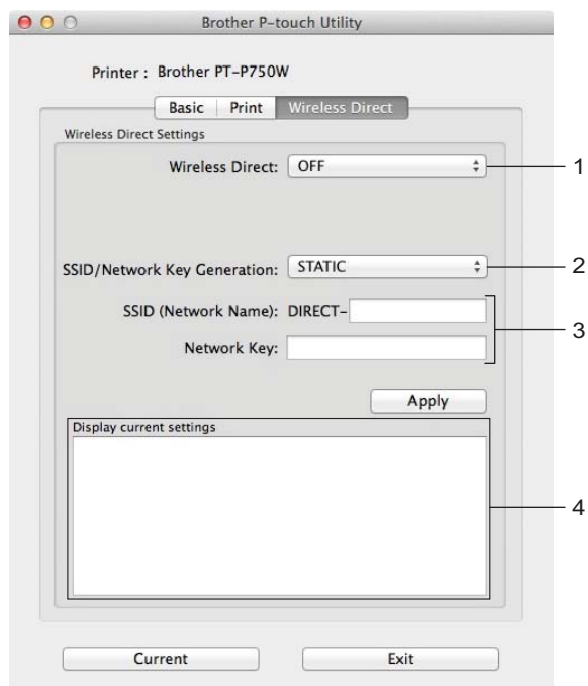 Brother P-touch Utility
Printer : Brother PT-P750W
Basic Print Wireless Direct
Wireless Direct Settings
Wireless Direct: OFF 1
SSID/Network Key Generation: STATIC 2
SSID (Network Name): DIRECT-
3
Network Key:
Apply
Display current settings
4
Current Exit